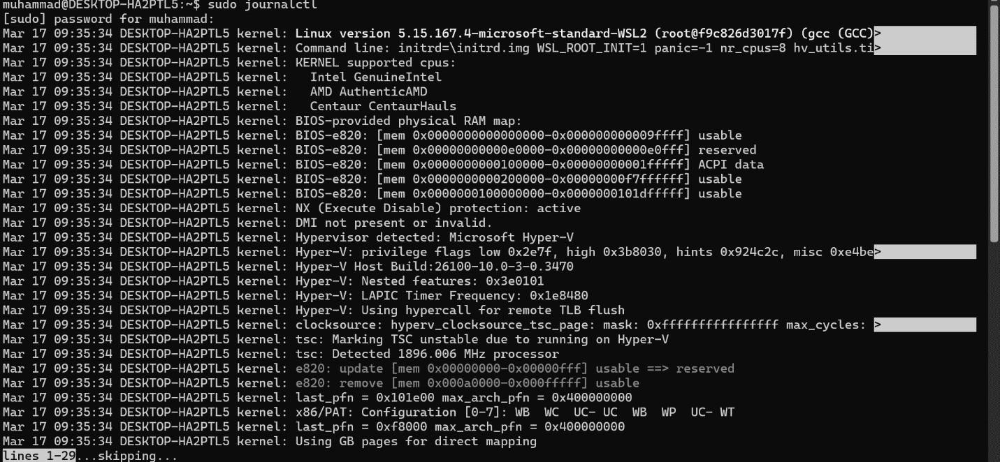 muhammad@DESKTOP-HA2PTL5:~$ sudo journalctl
[sudo] password for muhammad:
Mar 17 09:35:34 DESKTOP-HA2PTL5 kernel: Linux version 5.15.167.4-microsoft-standard-WSL2 (root@f9c826d3017f) (gcc (GCC)>
Mar 17 09:35:34 DESKTOP-HA2PTL5 kernel: Command line: initrd=\initrd.img WSL_ROOT_INIT=1 panic=-1 nr_cpus=8 hv_utils.ti>
Mar 17 09:35:34 DESKTOP-HA2PTL5 kernel: KERNEL supported cpus:
Mar 17 09:35:34 DESKTOP-HA2PTL5 kernel:   Intel GenuineIntel
Mar 17 09:35:34 DESKTOP-HA2PTL5 kernel:   AMD AuthenticAMD
Mar 17 09:35:34 DESKTOP-HA2PTL5 kernel:   Centaur CentaurHauls
Mar 17 09:35:34 DESKTOP-HA2PTL5 kernel: BIOS-provided physical RAM map:
Mar 17 09:35:34 DESKTOP-HA2PTL5 kernel: BIOS-e820: [mem 0x0000000000000000-0x000000000009ffff] usable
Mar 17 09:35:34 DESKTOP-HA2PTL5 kernel: BIOS-e820: [mem 0x00000000000e0000-0x00000000000e0fff] reserved
Mar 17 09:35:34 DESKTOP-HA2PTL5 kernel: BIOS-e820: [mem 0x0000000000100000-0x00000000001fffff] ACPI data
Mar 17 09:35:34 DESKTOP-HA2PTL5 kernel: BIOS-e820: [mem 0x0000000000200000-0x00000000f7ffffff] usable
Mar 17 09:35:34 DESKTOP-HA2PTL5 kernel: BIOS-e820: [mem 0x0000000100000000-0x0000000101dfffff] usable
Mar 17 09:35:34 DESKTOP-HA2PTL5 kernel: NX (Execute Disable) protection: active
Mar 17 09:35:34 DESKTOP-HA2PTL5 kernel: DMI not present or invalid.
Mar 17 09:35:34 DESKTOP-HA2PTL5 kernel: Hypervisor detected: Microsoft Hyper-V
Mar 17 09:35:34 DESKTOP-HA2PTL5 kernel: Hyper-V: privilege flags low 0x2e7f, high 0x3b8030, hints 0x924c2c, misc 0xe4be>
Mar 17 09:35:34 DESKTOP-HA2PTL5 kernel: Hyper-V Host Build:26100-10.0-3-0.3470
Mar 17 09:35:34 DESKTOP-HA2PTL5 kernel: Hyper-V: Nested features: 0x3e0101
Mar 17 09:35:34 DESKTOP-HA2PTL5 kernel: Hyper-V: LAPIC Timer Frequency: 0x1e8480
Mar 17 09:35:34 DESKTOP-HA2PTL5 kernel: Hyper-V: Using hypercall for remote TLB flush
Mar 17 09:35:34 DESKTOP-HA2PTL5 kernel: clocksource: hyperv_clocksource_tsc_page: mask: 0xffffffffffffffff max_cycles: >
Mar 17 09:35:34 DESKTOP-HA2PTL5 kernel: tsc: Marking TSC unstable due to running on Hyper-V
Mar 17 09:35:34 DESKTOP-HA2PTL5 kernel: tsc: Detected 1896.006 MHz processor
Mar 17 09:35:34 DESKTOP-HA2PTL5 kernel: e820: update [mem 0x00000000-0x00000fff] usable ==> reserved
Mar 17 09:35:34 DESKTOP-HA2PTL5 kernel: e820: remove [mem 0x000a0000-0x000fffff] usable
Mar 17 09:35:34 DESKTOP-HA2PTL5 kernel: last_pfn = 0x101e00 max_arch_pfn = 0x400000000
Mar 17 09:35:34 DESKTOP-HA2PTL5 kernel: x86/PAT: Configuration [0-7]: WB  WC  UC- UC  WB  WP  UC- WT
Mar 17 09:35:34 DESKTOP-HA2PTL5 kernel: last_pfn = 0xf8000 max_arch_pfn = 0x400000000
Mar 17 09:35:34 DESKTOP-HA2PTL5 kernel: Using GB pages for direct mapping
lines 1-29...skipping...